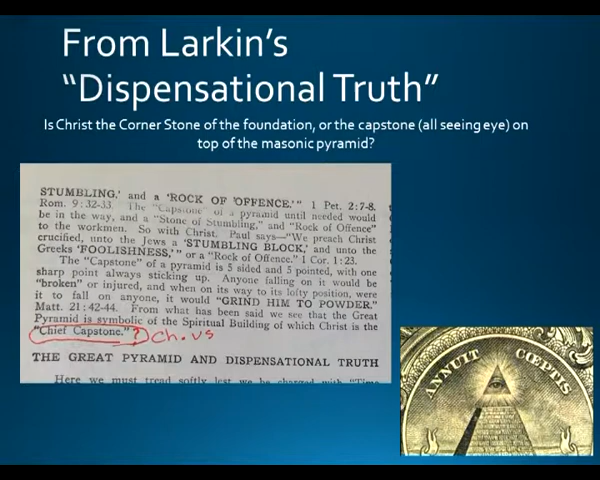 From Larkin's
"Dispensational Truth"
Is Christ the Corner Stone of the foundation, or the capstone (all seeing eye) on
top of the masonic pyramid?
STUMBLING,' and a 'ROCK OF OFFENCE.'" 1 Pet. 2:7-8.
Rom. 9:32-33. The "Capstone" of a pyramid until needed would
be in the way, and a "Stone of Stumbling," and "Rock of Offence"
to the workmen. So with Christ. Paul says—"We preach Christ
crucified, unto the Jews a 'STUMBLING BLOCK,' and unto the
Greeks 'FOOLISHNESS,'" or a "Rock of Offence." 1 Cor. 1:23.
The "Capstone" of a pyramid is 5 sided and 5 pointed, with one
sharp point always sticking up. Anyone falling on it would be
"broken" or injured, and when on its way to its lofty position, were
it to fall on anyone, it would "GRIND HIM TO POWDER."
Matt. 21:42-44. From what has been said we see that the Great
Pyramid is symbolic of the Spiritual Building of which Christ is the
"Chief Capstone." ? Ch. vs
THE GREAT PYRAMID AND DISPENSATIONAL TRUTH
Here we must tread softly lest we be charged with "Time
ANNUIT CŒPTIS